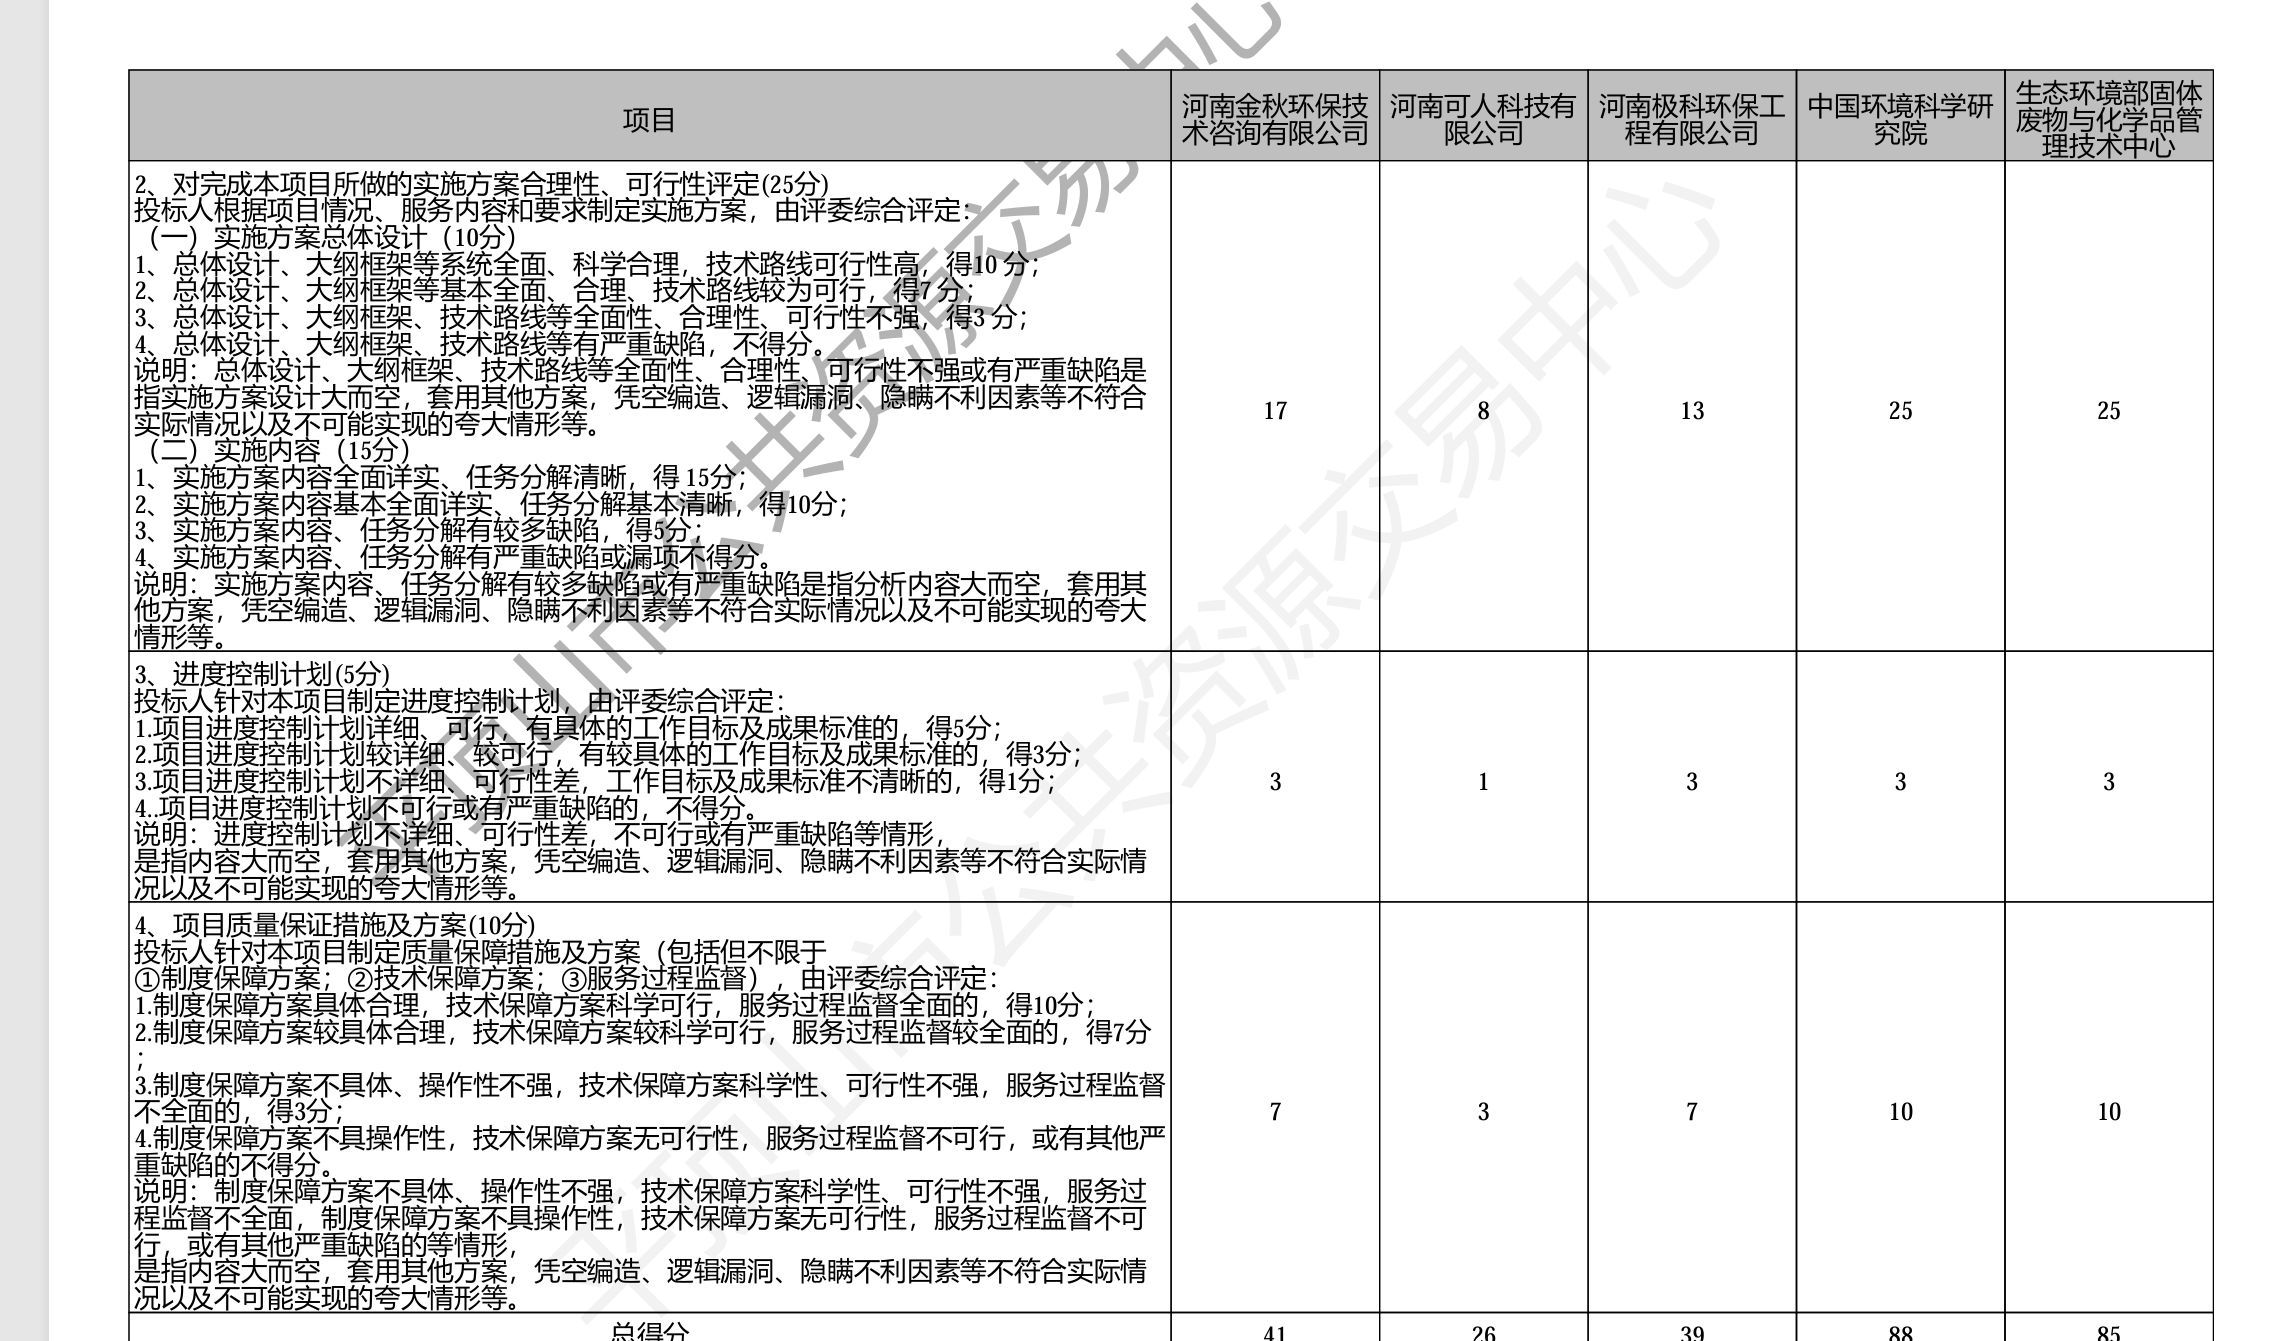 项目
河南金秋环保技
术咨询有限公司
河南可人科技有
限公司
河南极科环保工
程有限公司
中国环境科学研
究院
生态环境部固体
废物与化学品管
理技术中心
2、对完成本项目所做的实施方案合理性、可行性评定(25分)
投标人根据项目情况、服务内容和要求制定实施方案，由评委综合评定：
（一）实施方案总体设计（10分）
1、总体设计、大纲框架等系统全面、科学合理，技术路线可行性高，得10 分；
2、总体设计、大纲框架等基本全面、合理、技术路线较为可行，得7 分；
3、总体设计、大纲框架、技术路线等全面性、合理性、可行性不强，得3 分；
4、总体设计、大纲框架、技术路线等有严重缺陷，不得分。
说明：总体设计、大纲框架、技术路线等全面性、合理性、可行性不强或有严重缺陷是
指实施方案设计大而空，套用其他方案，凭空编造、逻辑漏洞、隐瞒不利因素等不符合
实际情况以及不可能实现的夸大情形等。
（二）实施内容（15分）
1、实施方案内容全面详实、任务分解清晰，得 15分；
2、实施方案内容基本全面详实、任务分解基本清晰，得10分；
3、实施方案内容、任务分解有较多缺陷，得5分；
4、实施方案内容、任务分解有严重缺陷或漏项不得分。
说明：实施方案内容、任务分解有较多缺陷或有严重缺陷是指分析内容大而空，套用其
他方案，凭空编造、逻辑漏洞、隐瞒不利因素等不符合实际情况以及不可能实现的夸大
情形等。
17
8
13
25
25
3、进度控制计划(5分)
投标人针对本项目制定进度控制计划，由评委综合评定：
1.项目进度控制计划详细、可行，有具体的工作目标及成果标准的，得5分；
2.项目进度控制计划较详细、较可行，有较具体的工作目标及成果标准的，得3分；
3.项目进度控制计划不详细、可行性差，工作目标及成果标准不清晰的，得1分；
4..项目进度控制计划不可行或有严重缺陷的，不得分。
说明：进度控制计划不详细、可行性差，不可行或有严重缺陷等情形，
是指内容大而空，套用其他方案，凭空编造、逻辑漏洞、隐瞒不利因素等不符合实际情
况以及不可能实现的夸大情形等。
3
1
3
3
3
4、项目质量保证措施及方案(10分)
投标人针对本项目制定质量保障措施及方案（包括但不限于
①制度保障方案；②技术保障方案；③服务过程监督），由评委综合评定：
1.制度保障方案具体合理，技术保障方案科学可行，服务过程监督全面的，得10分；
2.制度保障方案较具体合理，技术保障方案较科学可行，服务过程监督较全面的，得7分
；
3.制度保障方案不具体、操作性不强，技术保障方案科学性、可行性不强，服务过程监督
不全面的，得3分；
4.制度保障方案不具操作性，技术保障方案无可行性，服务过程监督不可行，或有其他严
重缺陷的不得分。
说明：制度保障方案不具体、操作性不强，技术保障方案科学性、可行性不强，服务过
程监督不全面，制度保障方案不具操作性，技术保障方案无可行性，服务过程监督不可
行，或有其他严重缺陷的等情形，
是指内容大而空，套用其他方案，凭空编造、逻辑漏洞、隐瞒不利因素等不符合实际情
况以及不可能实现的夸大情形等。
7
3
7
10
10
总得分
41
26
39
88
85
平顶山市公共资源交易中心
平顶山市公共资源交易中心